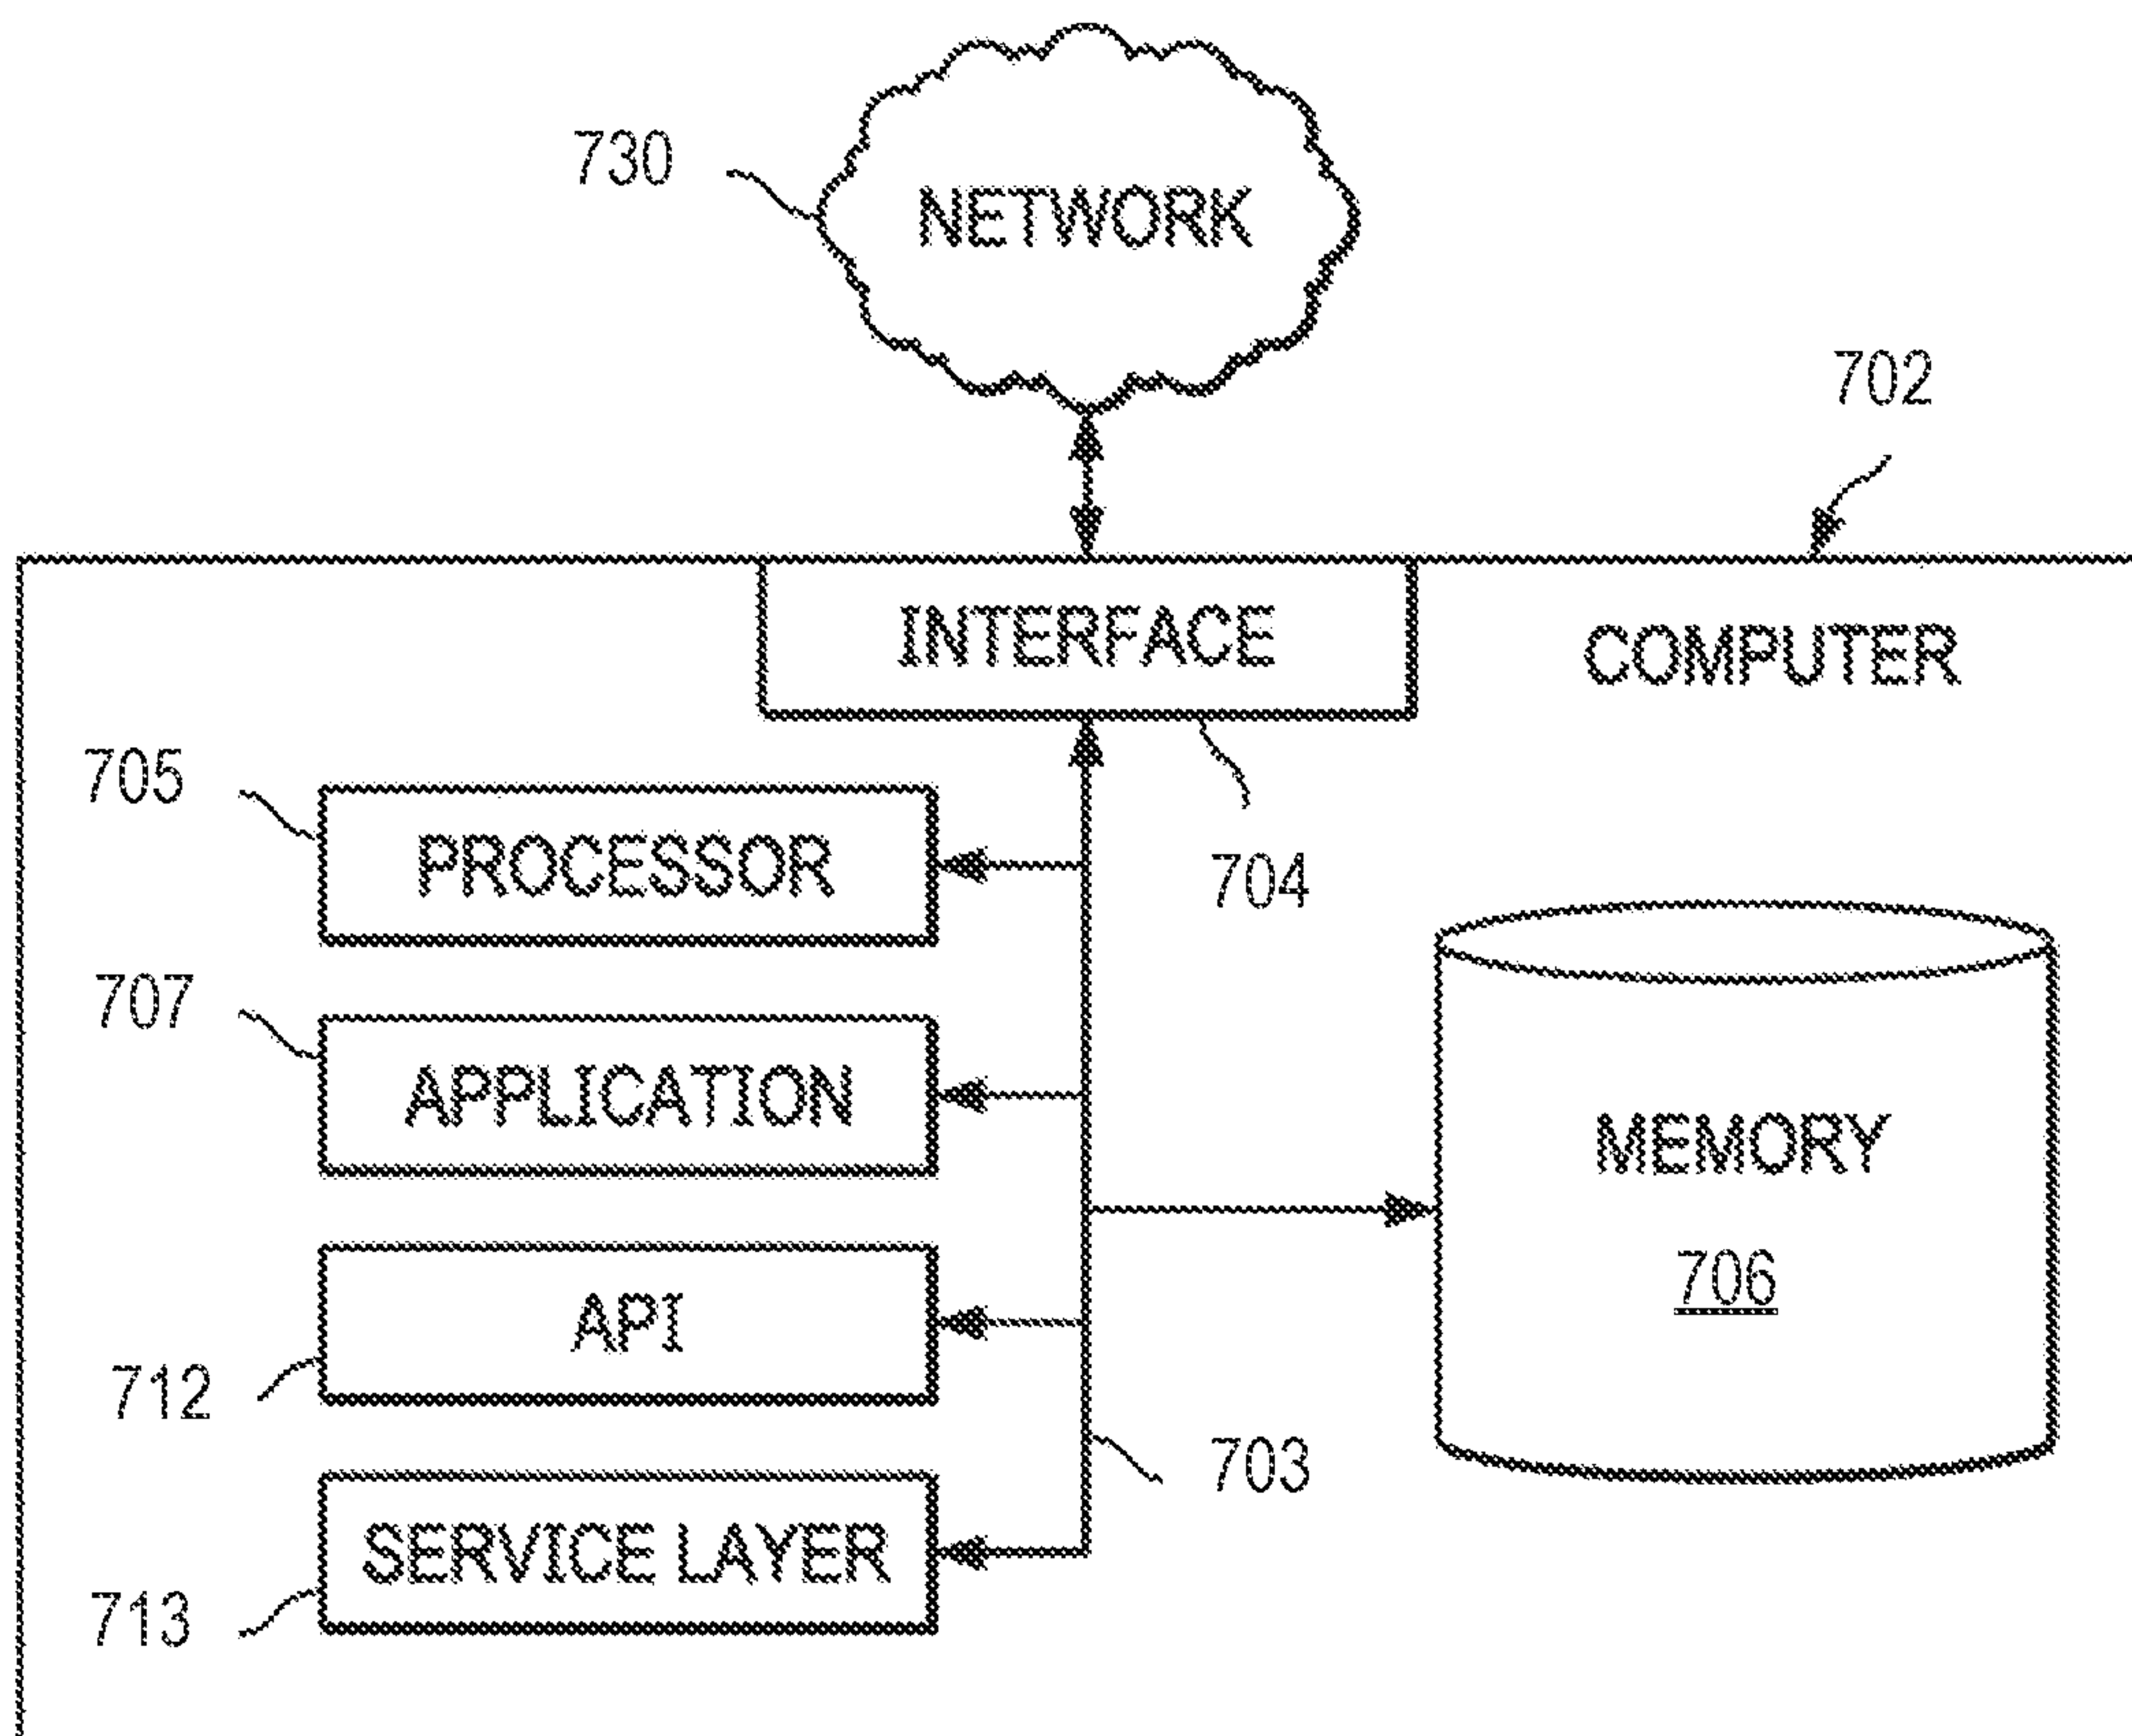 730
NETWORK
702
INTERFACE
COMPUTER
705
PROCESSOR
704
707
APPLICATION
MEMORY
706
API
712
703
SERVICE LAYER
713